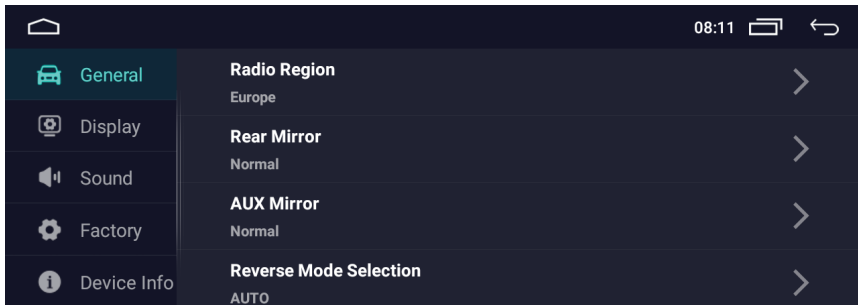 08:11
General
Display
Sound
Factory
Device Info
Radio Region
Europe
Rear Mirror
Normal
AUX Mirror
Normal
Reverse Mode Selection
AUTO